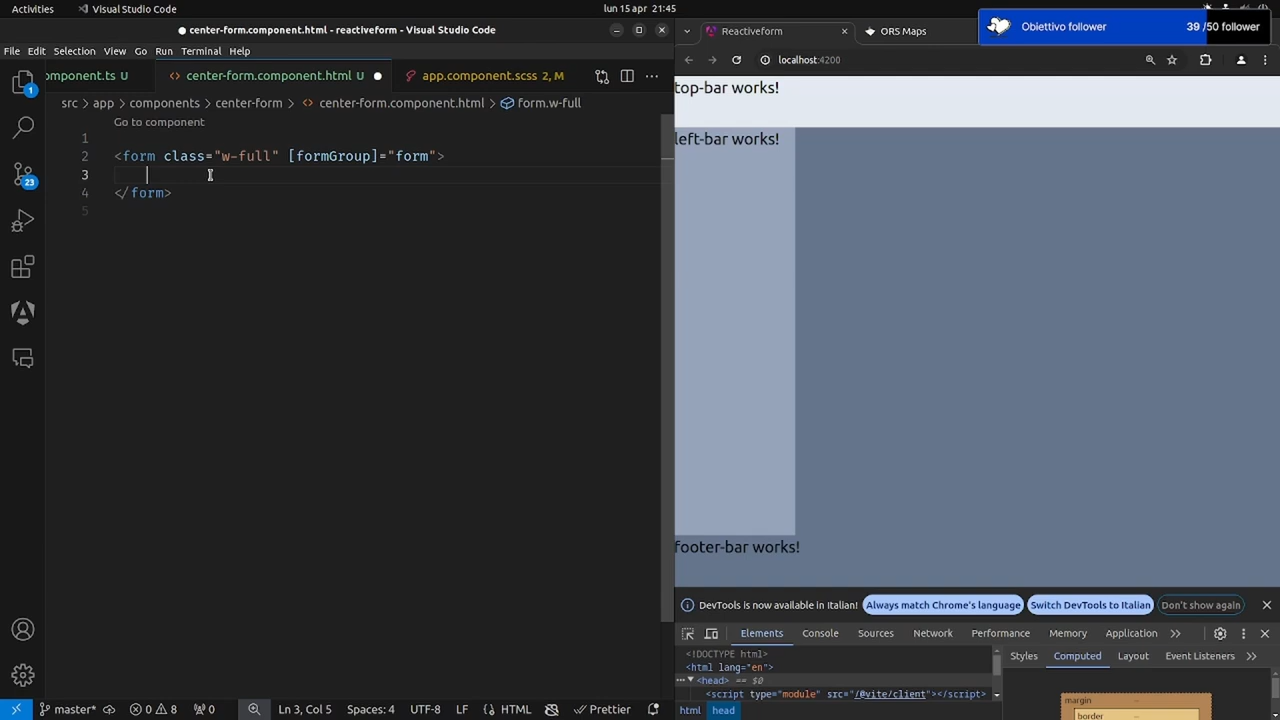 Activities
Visual Studio Code
lun 15 apr 21:45
center-form.component.html - reactiveform - Visual Studio Code
File Edit Selection View Go Run Terminal Help
omponent.ts U
center-form.component.html U
app.component.scss 2, M
src > app > components > center-form > center-form.component.html > form.w-full
Go to component
1
2 <form class="w-full" [formGroup]="form">
3
4 </form>
5
1
23
master*
0 8
0
Ln 3, Col 5
Spaces: 4
UTF-8
LF
HTML
Prettier
Reactiveform
ORS Maps
Obiettivo follower
39 /50 follower
localhost:4200
top-bar works!
left-bar works!
footer-bar works!
DevTools is now available in Italian!
Always match Chrome's language
Switch DevTools to Italian
Don't show again
Elements Console Sources Network Performance Memory Application
<!DOCTYPE html>
<html lang="en">
<head> == $0
<script type="module" src="/@vite/client"></script>
html head
Styles Computed Layout Event Listeners
margin
border